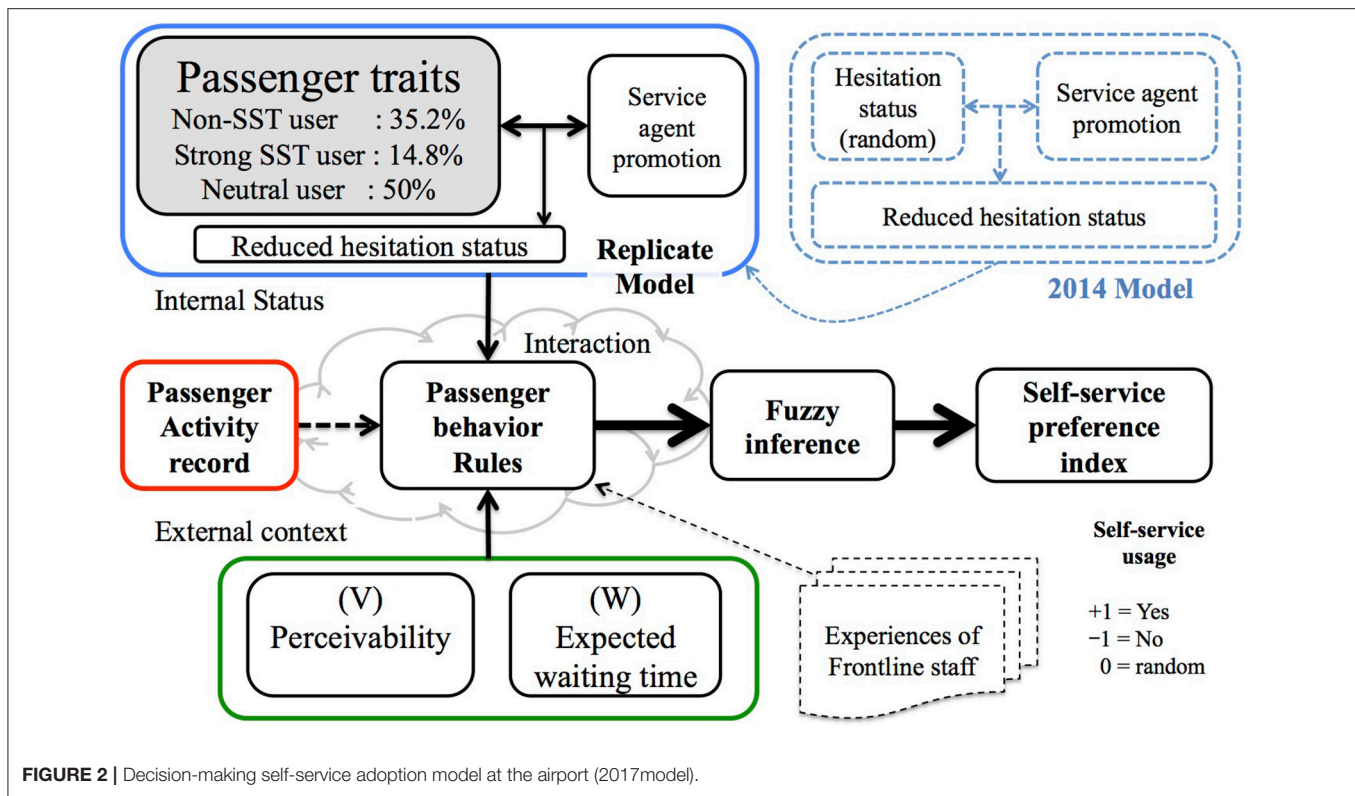 Passenger traits
Non-SST user : 35.2%
Strong SST user : 14.8%
Neutral user : 50%
Service
agent
promotion
Reduced hesitation status
Replicate
Model
Hesitation
status
(random)
Service agent
promotion
Reduced hesitation status
2014 Model
Internal Status
Interaction
Passenger
Activity
record
Passenger
behavior
Rules
Fuzzy
inference
Self-service
preference
index
External context
(V)
Perceivability
(W)
Expected
waiting time
Experiences of
Frontline staff
Self-service
usage
+1 = Yes
−1 = No
0 = random
FIGURE 2 | Decision-making self-service adoption model at the airport (2017model).